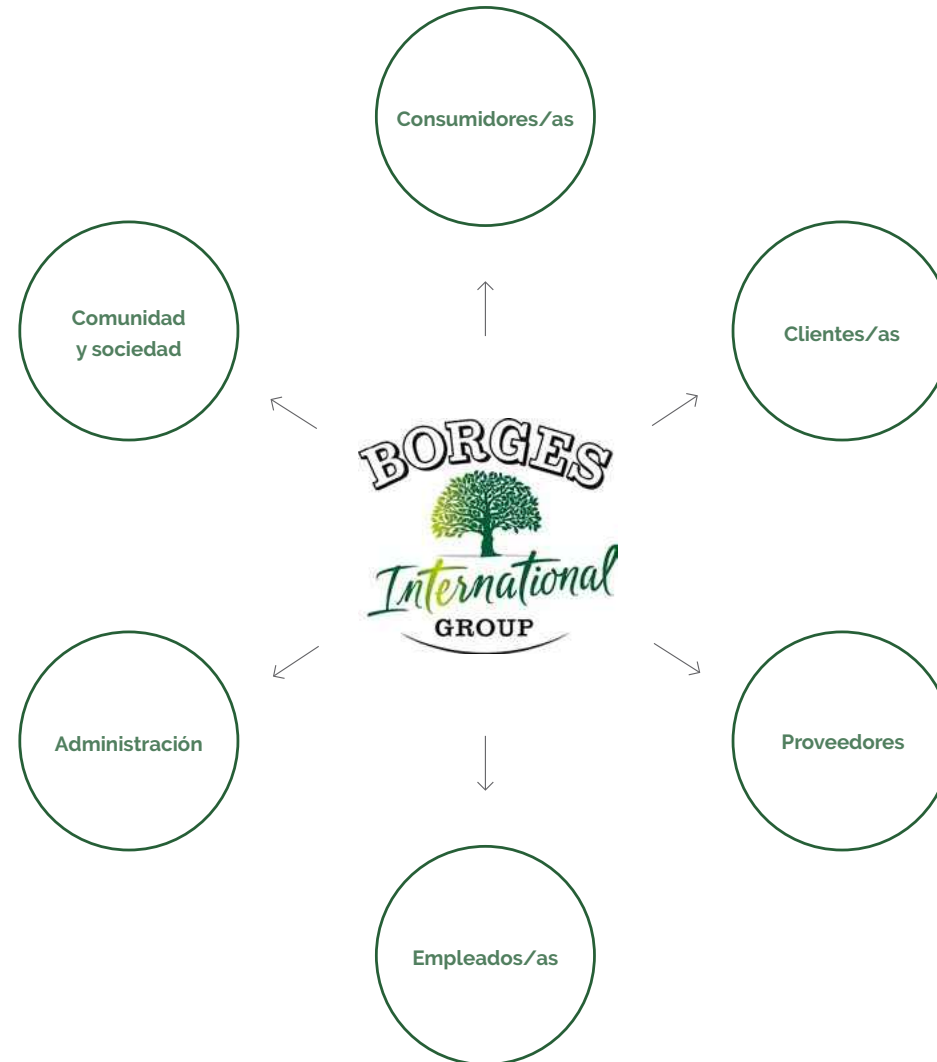 Consumidores/as
Comunidad
y sociedad
Clientes/as
BORGES
International
GROUP
Administración
Proveedores
Empleados/as